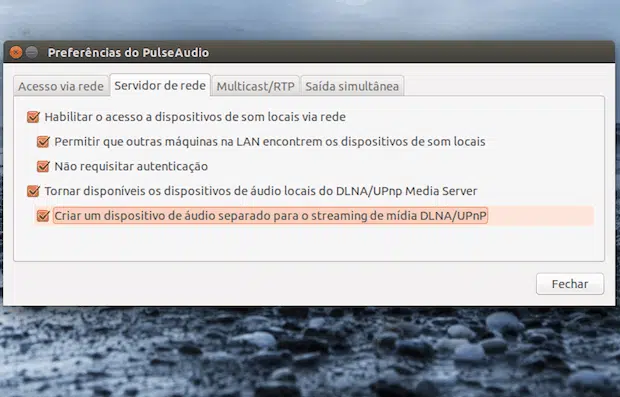 Preferências do PulseAudio
Acesso via rede
Servidor de rede
Multicast/RTP
Saída simultânea
Habilitar o acesso a dispositivos de som locais via rede
Permitir que outras máquinas na LAN encontrem os dispositivos de som locais
Não requisitar autenticação
Tornar disponíveis os dispositivos de áudio locais do DLNA/UPnp Media Server
Criar um dispositivo de áudio separado para o streaming de mídia DLNA/UPnP
Fechar